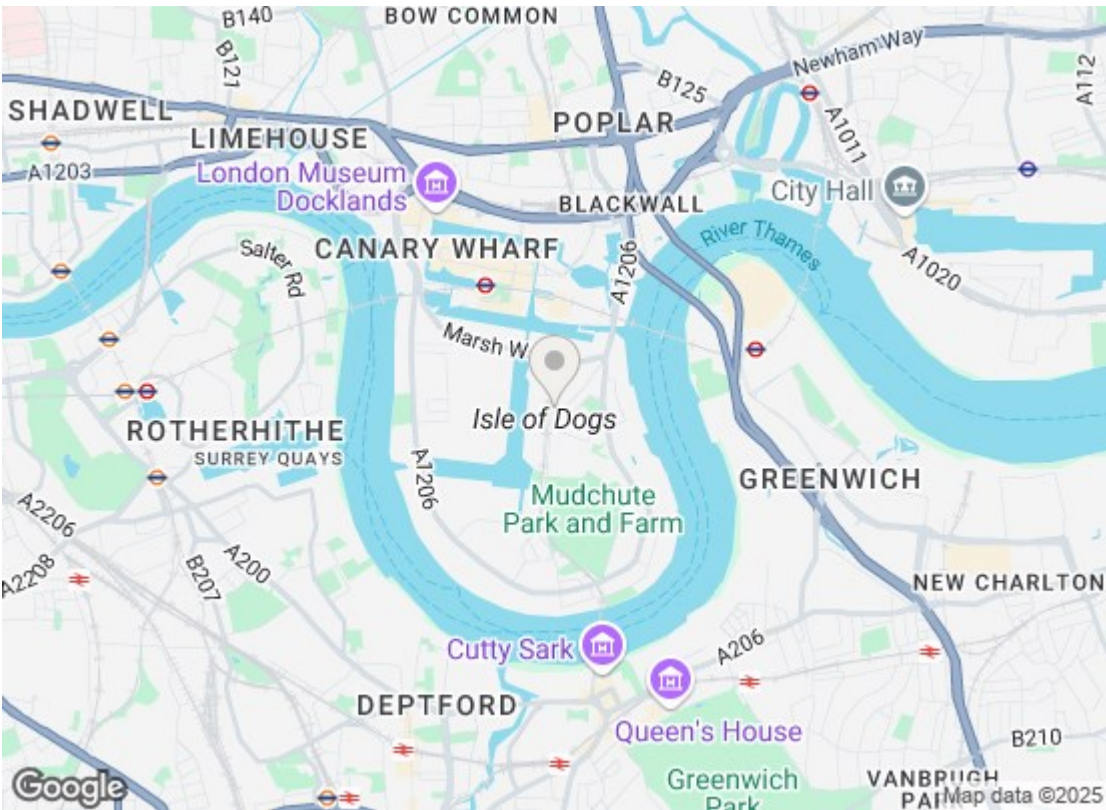 B140
BOW COMMON
Newham Way
B121
B125
A112
SHADWELL
POPLAR
A1011
LIMEHOUSE
A1203
London Museum
Docklands
City Hall
BLACKWALL
River Thames
CANARY WHARF
Salter Rd
A1206
A1020
Marsh W
Isle of Dogs
ROTHERHITHE
SURREY QUAYS
A1206
GREENWICH
Mudchute
Park and Farm
A2206
A200
A2208
B207
NEW CHARLTON
Cutty Sark
A206
DEPTFORD
Queen's House
B210
Greenwich
Park
VANBRUGH
Google
Map data ©2025